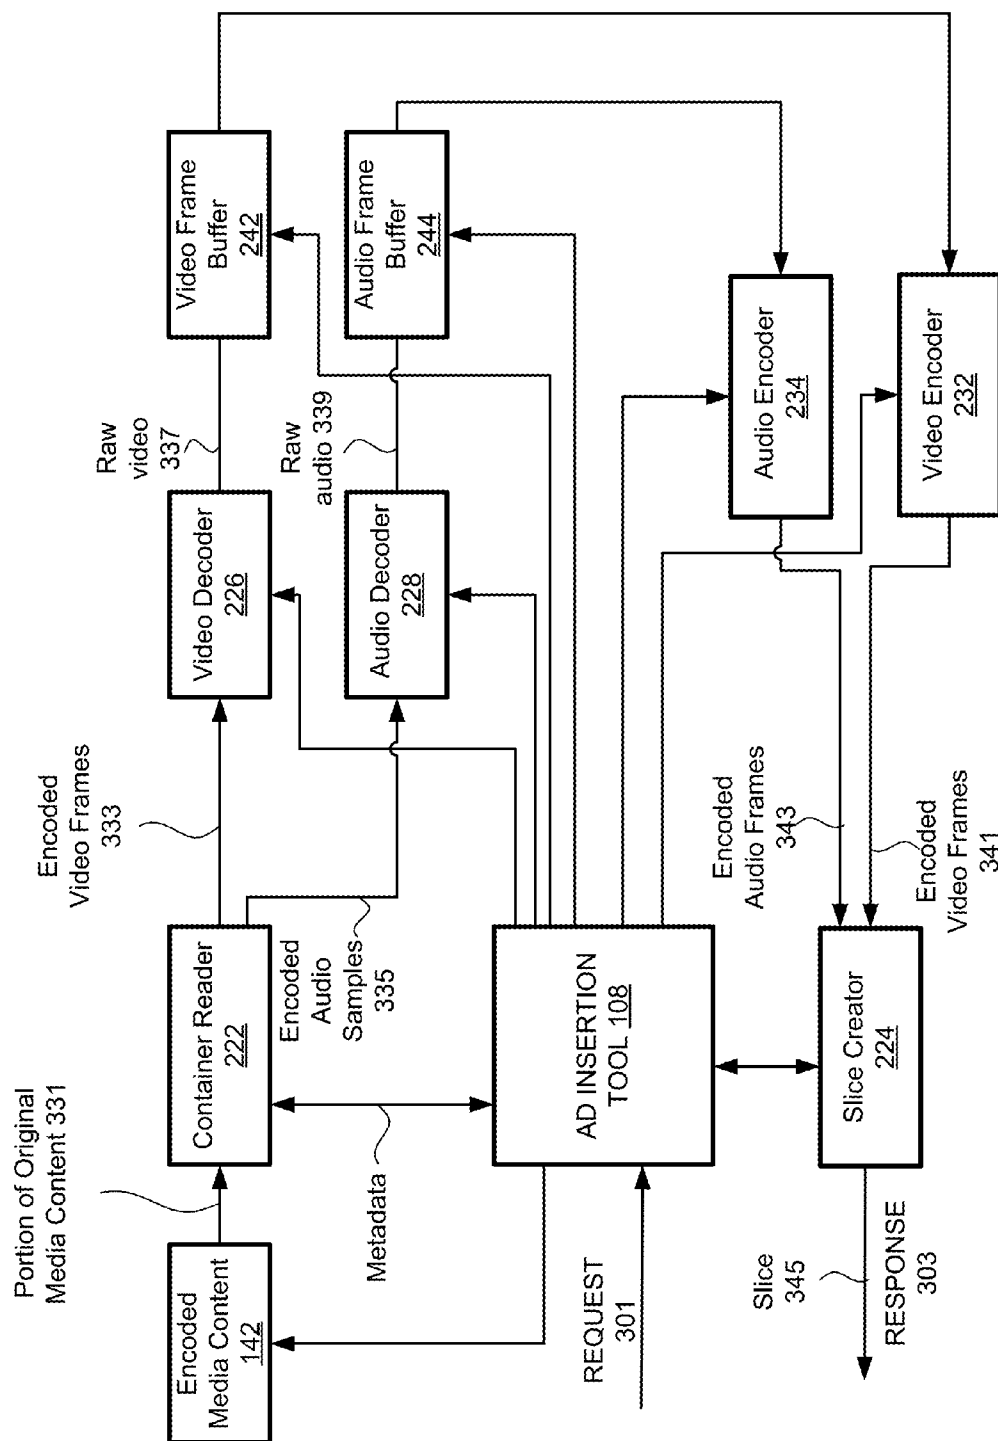 Portion of Original
Media Content 331
Encoded
Media Content
142
Container Reader
222
Encoded
Video Frames
333
Video Decoder
226
Raw
video
337
Video Frame
Buffer
242
Encoded
Audio
Samples
335
Audio Decoder
228
Raw
audio 339
Audio Frame
Buffer
244
Metadata
REQUEST
301
AD INSERTION
TOOL 108
Audio Encoder
234
Video Encoder
232
Encoded
Audio Frames
343
Encoded
Video Frames
341
Slice Creator
224
Slice
345
RESPONSE
303